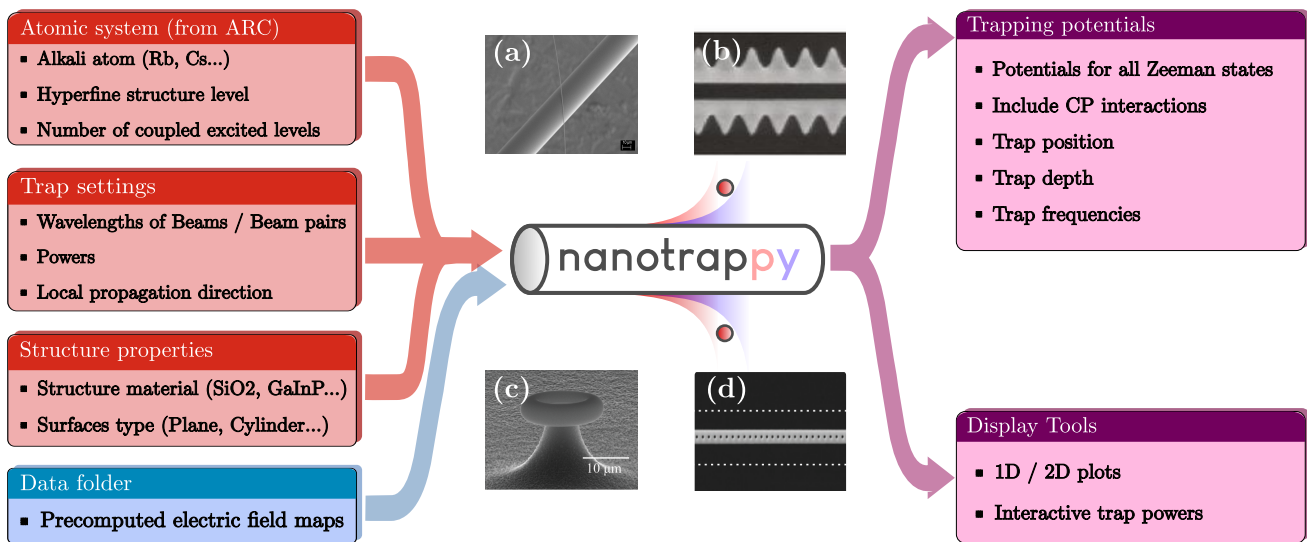 Atomic system (from ARC)
Alkali atom (Rb, Cs...)
Hyperfine structure level
Number of coupled excited levels
Trap settings
Wavelengths of Beams / Beam pairs
Powers
Local propagation direction
Structure properties
Structure material (SiO2, GaInP...)
Surfaces type (Plane, Cylinder...)
Data folder
Precomputed electric field maps
(a)
(b)
nanotrappy
(c)
10 μm
(d)
Trapping potentials
Potentials for all Zeeman states
Include CP interactions
Trap position
Trap depth
Trap frequencies
Display Tools
1D / 2D plots
Interactive trap powers